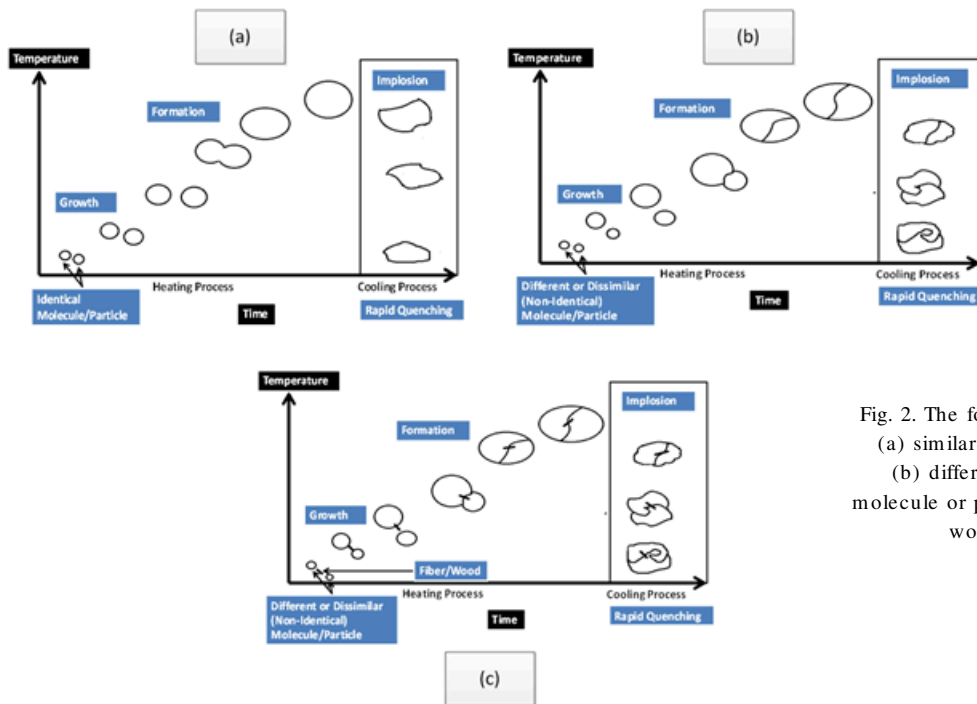 (a)
Temperature
Implosion
Formation
Growth
Identical
Molecule/Particle
Heating Process
Time
Cooling Process
Rapid Quenching
(b)
Temperature
Implosion
Formation
Growth
Different or Dissimilar
(Non-Identical)
Molecule/Particle
Heating Process
Time
Cooling Process
Rapid Quenching
Temperature
Implosion
Formation
Growth
Fiber/Wood
Different or Dissimilar
(Non-Identical)
Molecule/Particle
Heating Process
Time
Cooling Process
Rapid Quenching
(c)
Fig. 2. The fo
(a) similar
(b) differ
molecule or p
wo